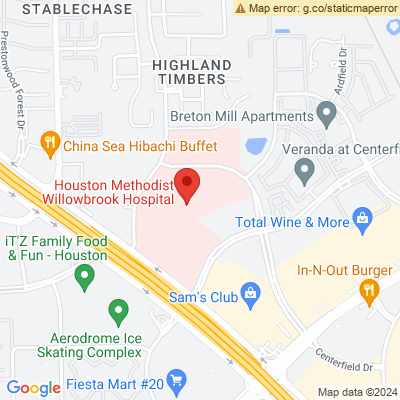 STABLECHASE
Map error: g.co/staticmaperror
HIGHLAND
TIMBERS
Prestonwood Forest Dr
Ardfield Dr
Breton Mill Apartments
China Sea Hibachi Buffet
Veranda at Centerfi
Houston Methodist
Willowbrook Hospital
Total Wine & More
iT'Z Family Food
& Fun - Houston
In-N-Out Burger
Sam's Club
Aerodrome Ice
Skating Complex
Centerfield Dr
Fiesta Mart #20
Google
Map data ©2024